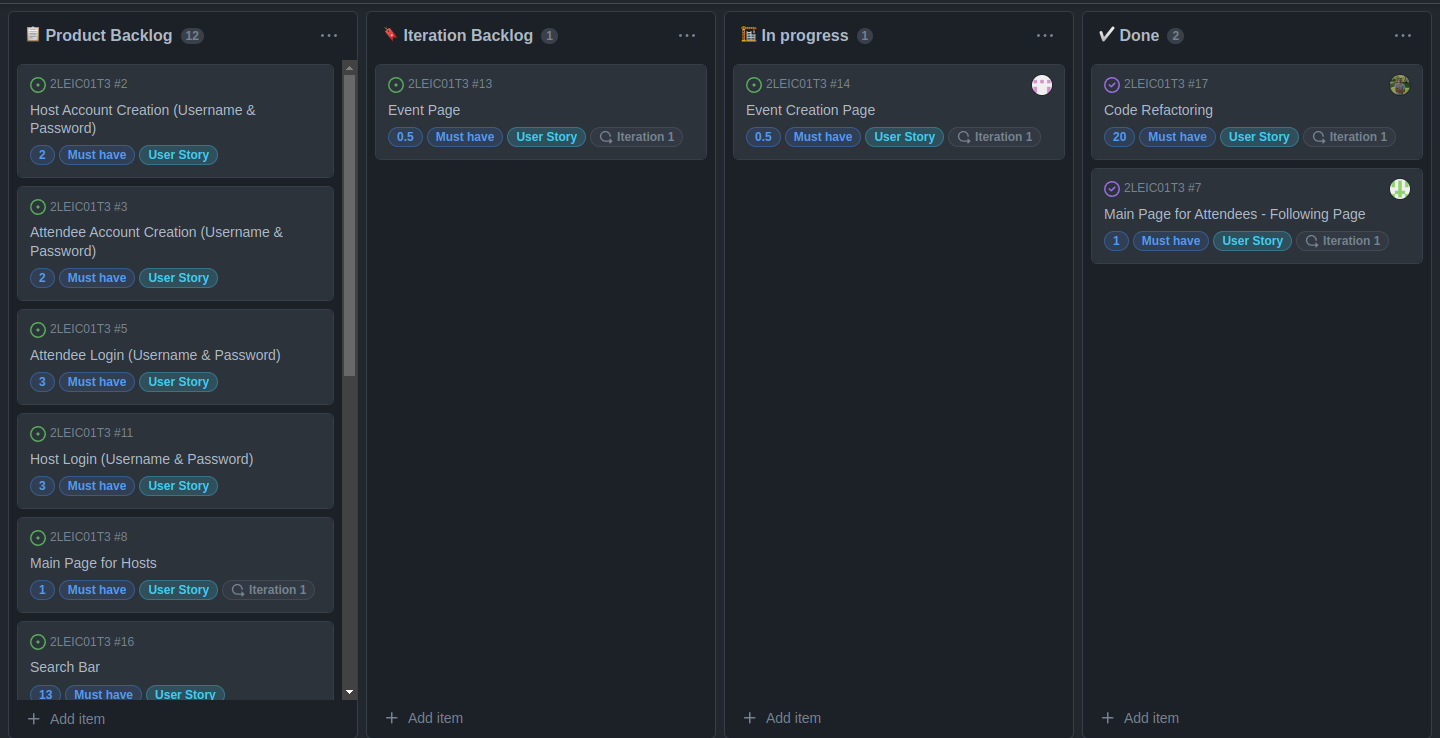 Product Backlog 12
2LEIC01T3 #2
Host Account Creation (Username &
Password)
2 Must have User Story
2LEIC01T3 #3
Attendee Account Creation (Username &
Password)
2 Must have User Story
2LEIC01T3 #5
Attendee Login (Username & Password)
3 Must have User Story
2LEIC01T3 #11
Host Login (Username & Password)
3 Must have User Story
2LEIC01T3 #8
Main Page for Hosts
1 Must have User Story Iteration 1
2LEIC01T3 #16
Search Bar
13 Must have User Story
Add item
Iteration Backlog 1
2LEIC01T3 #13
Event Page
0.5 Must have User Story Iteration 1
Add item
In progress 1
2LEIC01T3 #14
Event Creation Page
0.5 Must have User Story Iteration 1
Add item
Done 2
2LEIC01T3 #17
Code Refactoring
20 Must have User Story Iteration 1
2LEIC01T3 #7
Main Page for Attendees - Following Page
1 Must have User Story Iteration 1
Add item